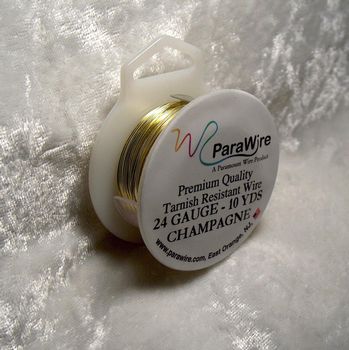 ParaWire
A Paramount Wire Product
Premium Quality
Tarnish Resistant Wire
24 GAUGE - 10 YDS
CHAMPAGNE
www.parawire.com, East Orange, NJ